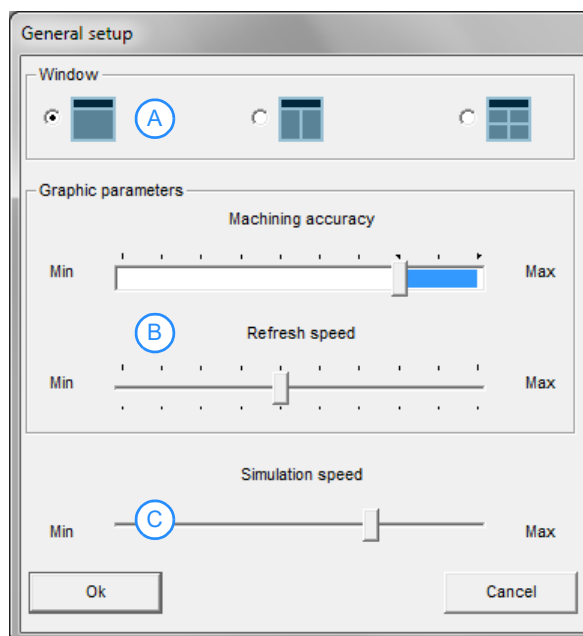 General setup
Window
A
Graphic parameters
Machining accuracy
Min Max
B Refresh speed
Min Max
Simulation speed
Min C Max
Ok Cancel